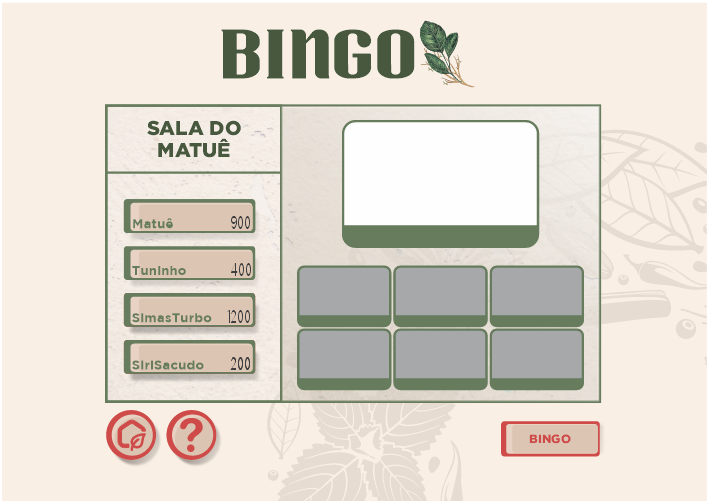 BINGO
SALA DO
MATUÊ
Matuê 900
Tuninho 400
SimasTurbo 1200
SiriSacudo 200
?
BINGO